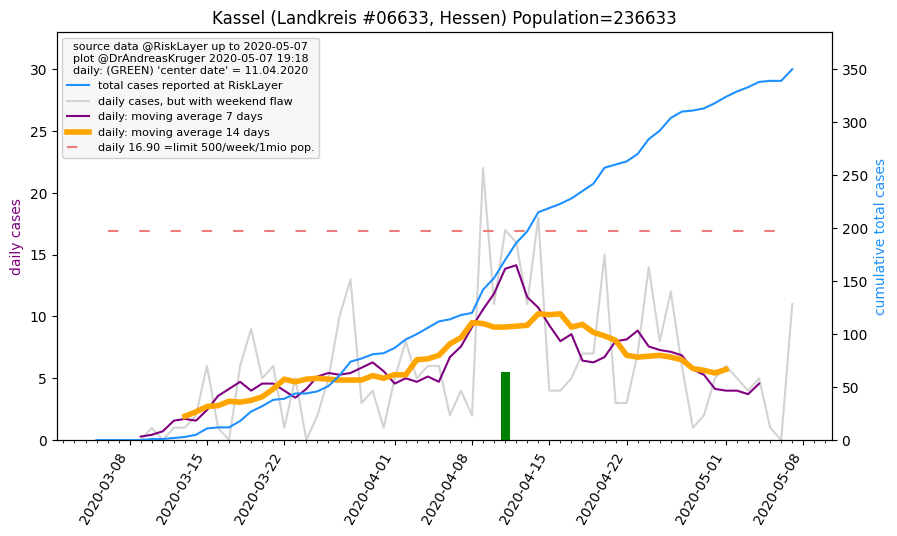 Kassel (Landkreis #06633, Hessen) Population=236633
source data @RiskLayer up to 2020-05-07
plot @DrAndreasKruger 2020-05-07 19:18
daily: (GREEN) 'center date' = 11.04.2020
total cases reported at RiskLayer
daily cases, but with weekend flaw
daily: moving average 7 days
daily: moving average 14 days
daily 16.90 =limit 500/week/1mio pop.
daily cases
30
25
20
15
10
5
0
350
300
250
200
150
100
50
0
cumulative total cases
2020-03-08
2020-03-15
2020-03-22
2020-04-01
2020-04-08
2020-04-15
2020-04-22
2020-05-01
2020-05-08